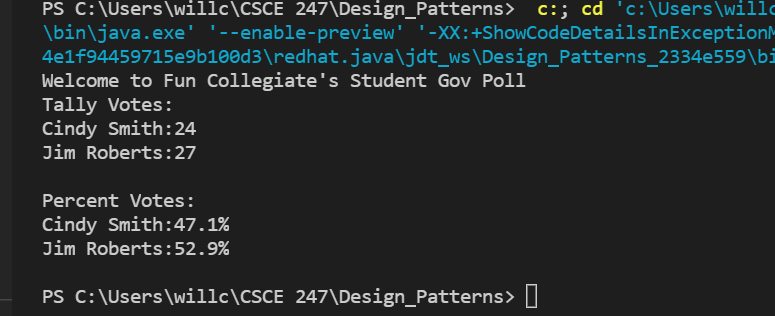 PS C:\Users\willc\CSCE 247\Design_Patterns>  c:; cd 'c:\Users\willc
\bin\java.exe' '--enable-preview' '-XX:+ShowCodeDetailsInExceptionM
4e1f94459715e9b100d3\redhat.java\jdt_ws\Design_Patterns_2334e559\bi
Welcome to Fun Collegiate's Student Gov Poll
Tally Votes:
Cindy Smith:24
Jim Roberts:27
Percent Votes:
Cindy Smith:47.1%
Jim Roberts:52.9%
PS C:\Users\willc\CSCE 247\Design_Patterns>